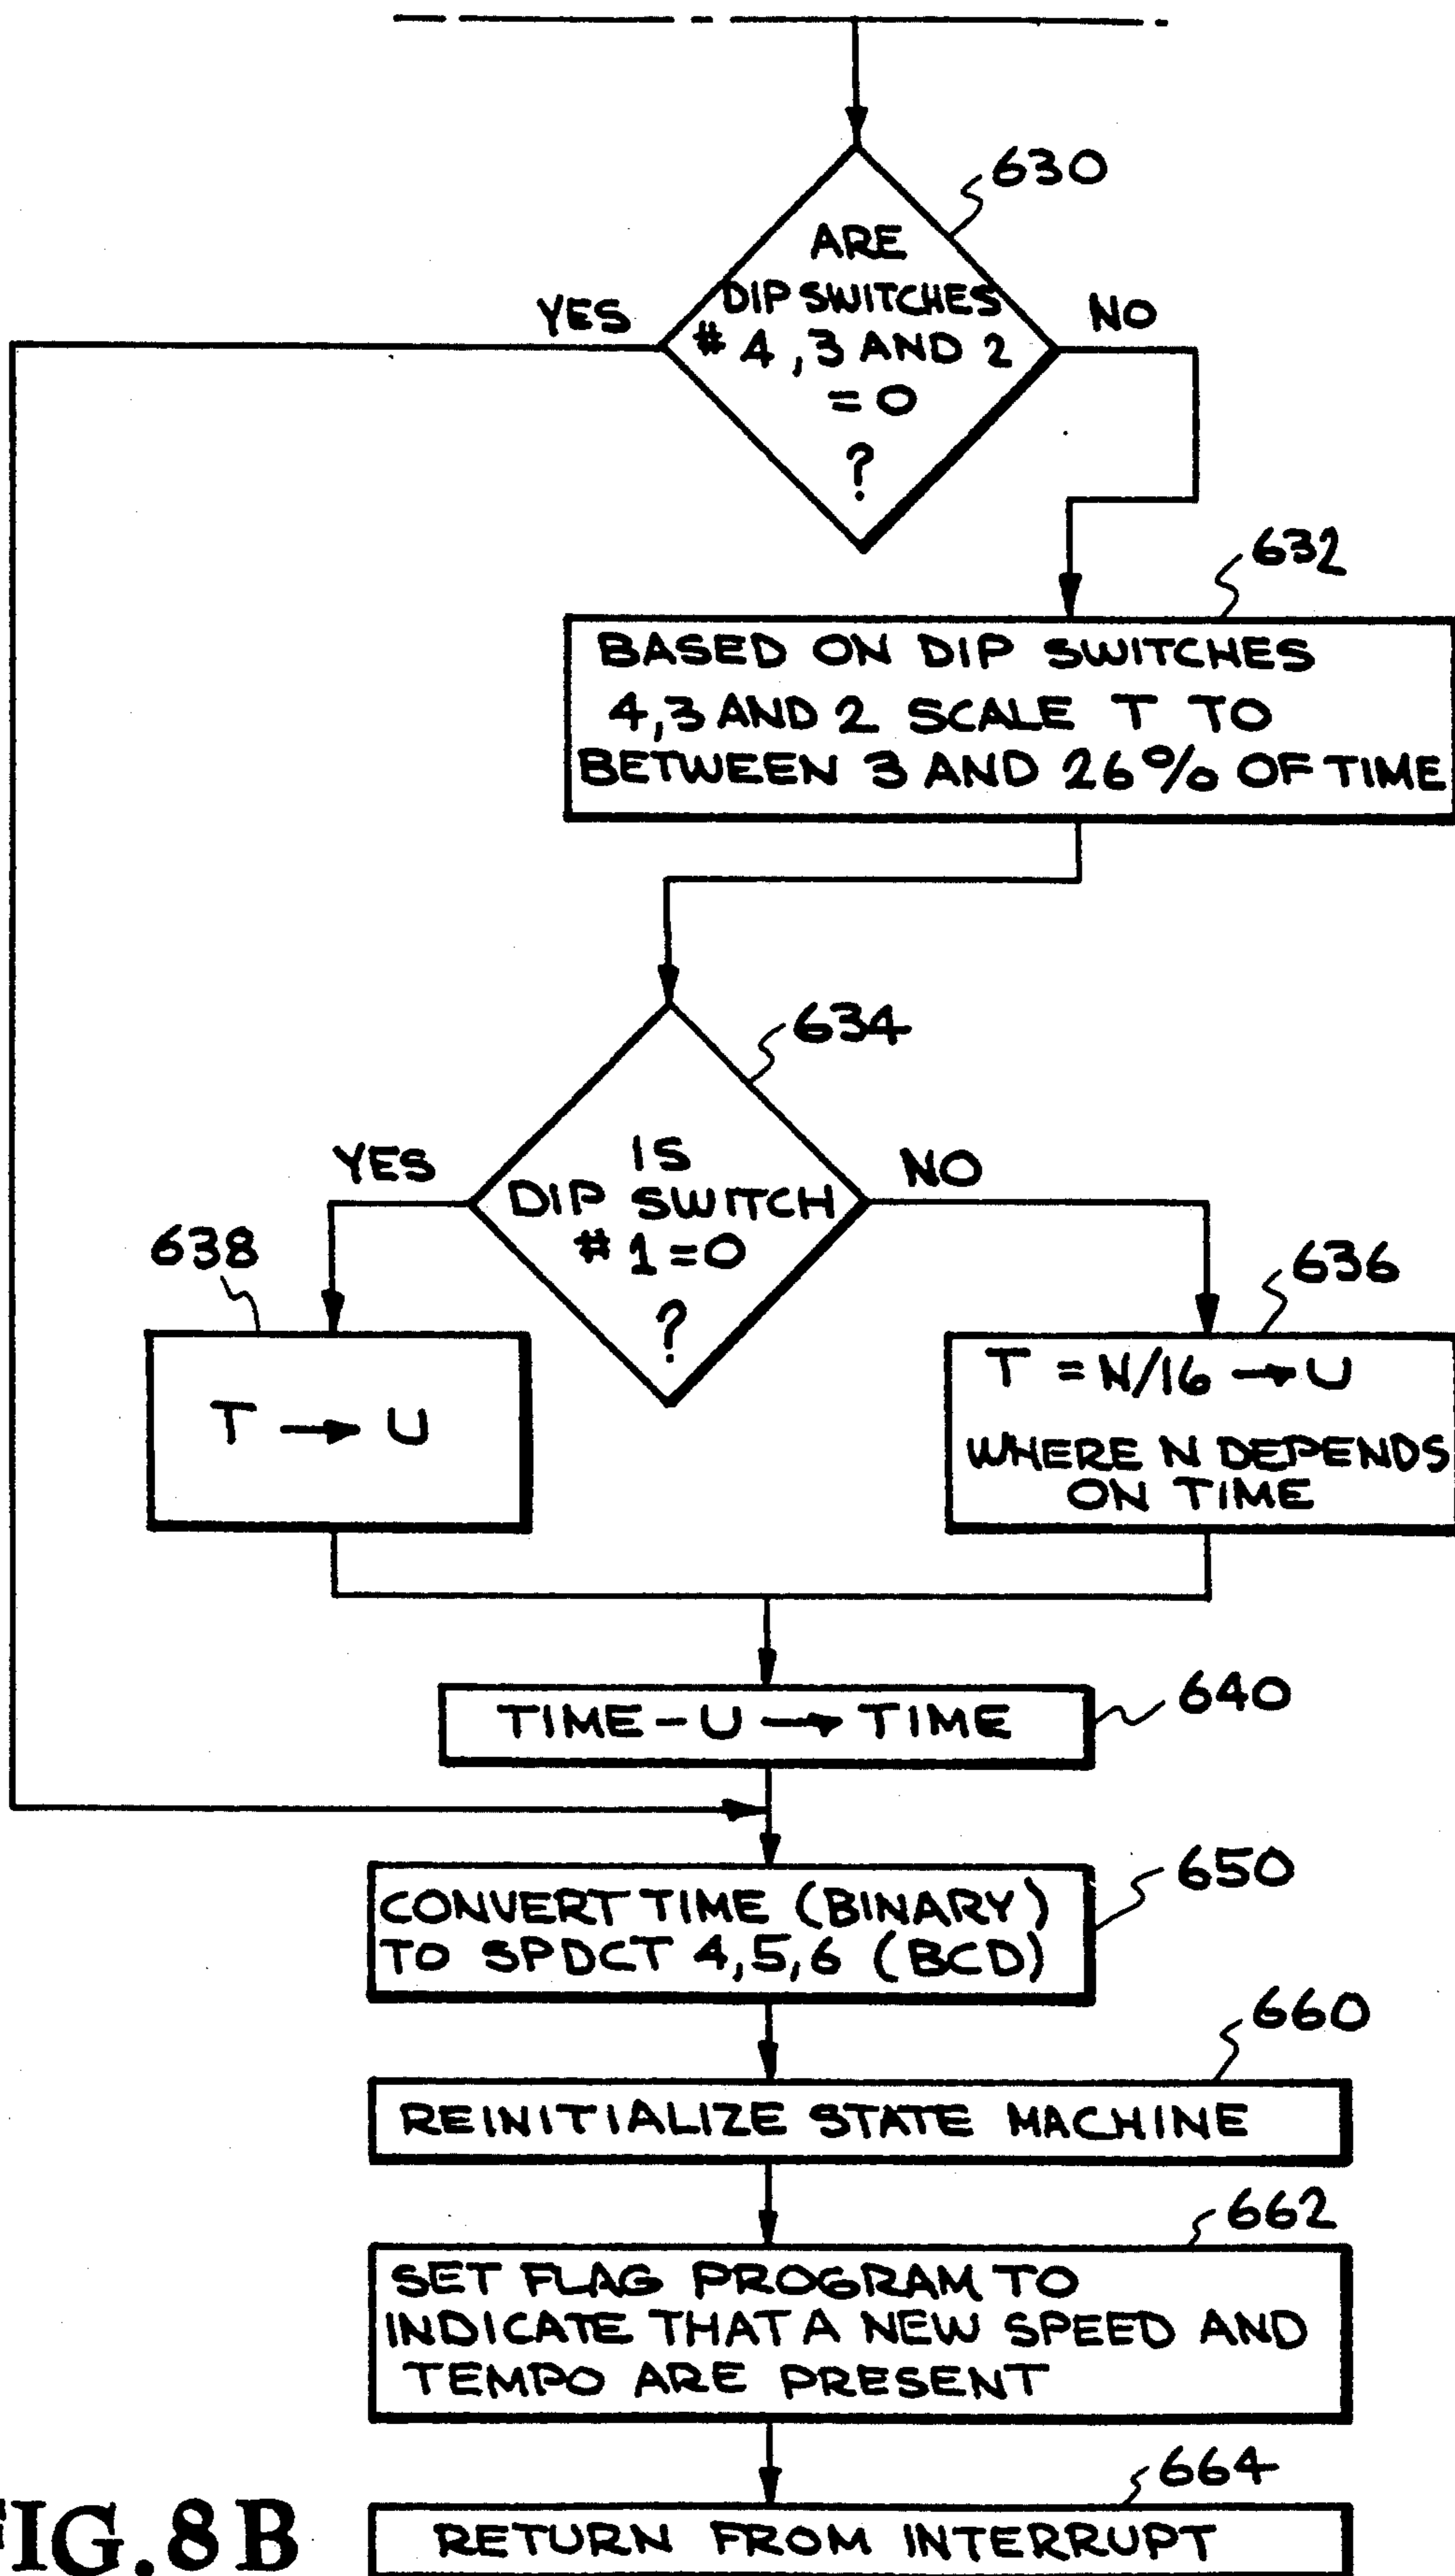 630
ARE
DIP SWITCHES
# 4, 3 AND 2
= 0
?
YES
NO
632
BASED ON DIP SWITCHES
4, 3 AND 2 SCALE T TO
BETWEEN 3 AND 26% OF TIME
634
IS
DIP SWITCH
# 1 = 0
?
YES
NO
638
T → U
636
T = N/16 → U
WHERE N DEPENDS
ON TIME
640
TIME - U → TIME
650
CONVERT TIME (BINARY)
TO SPDCT 4,5,6 (BCD)
660
REINITIALIZE STATE MACHINE
662
SET FLAG PROGRAM TO
INDICATE THAT A NEW SPEED AND
TEMPO ARE PRESENT
664
RETURN FROM INTERRUPT
FIG. 8B